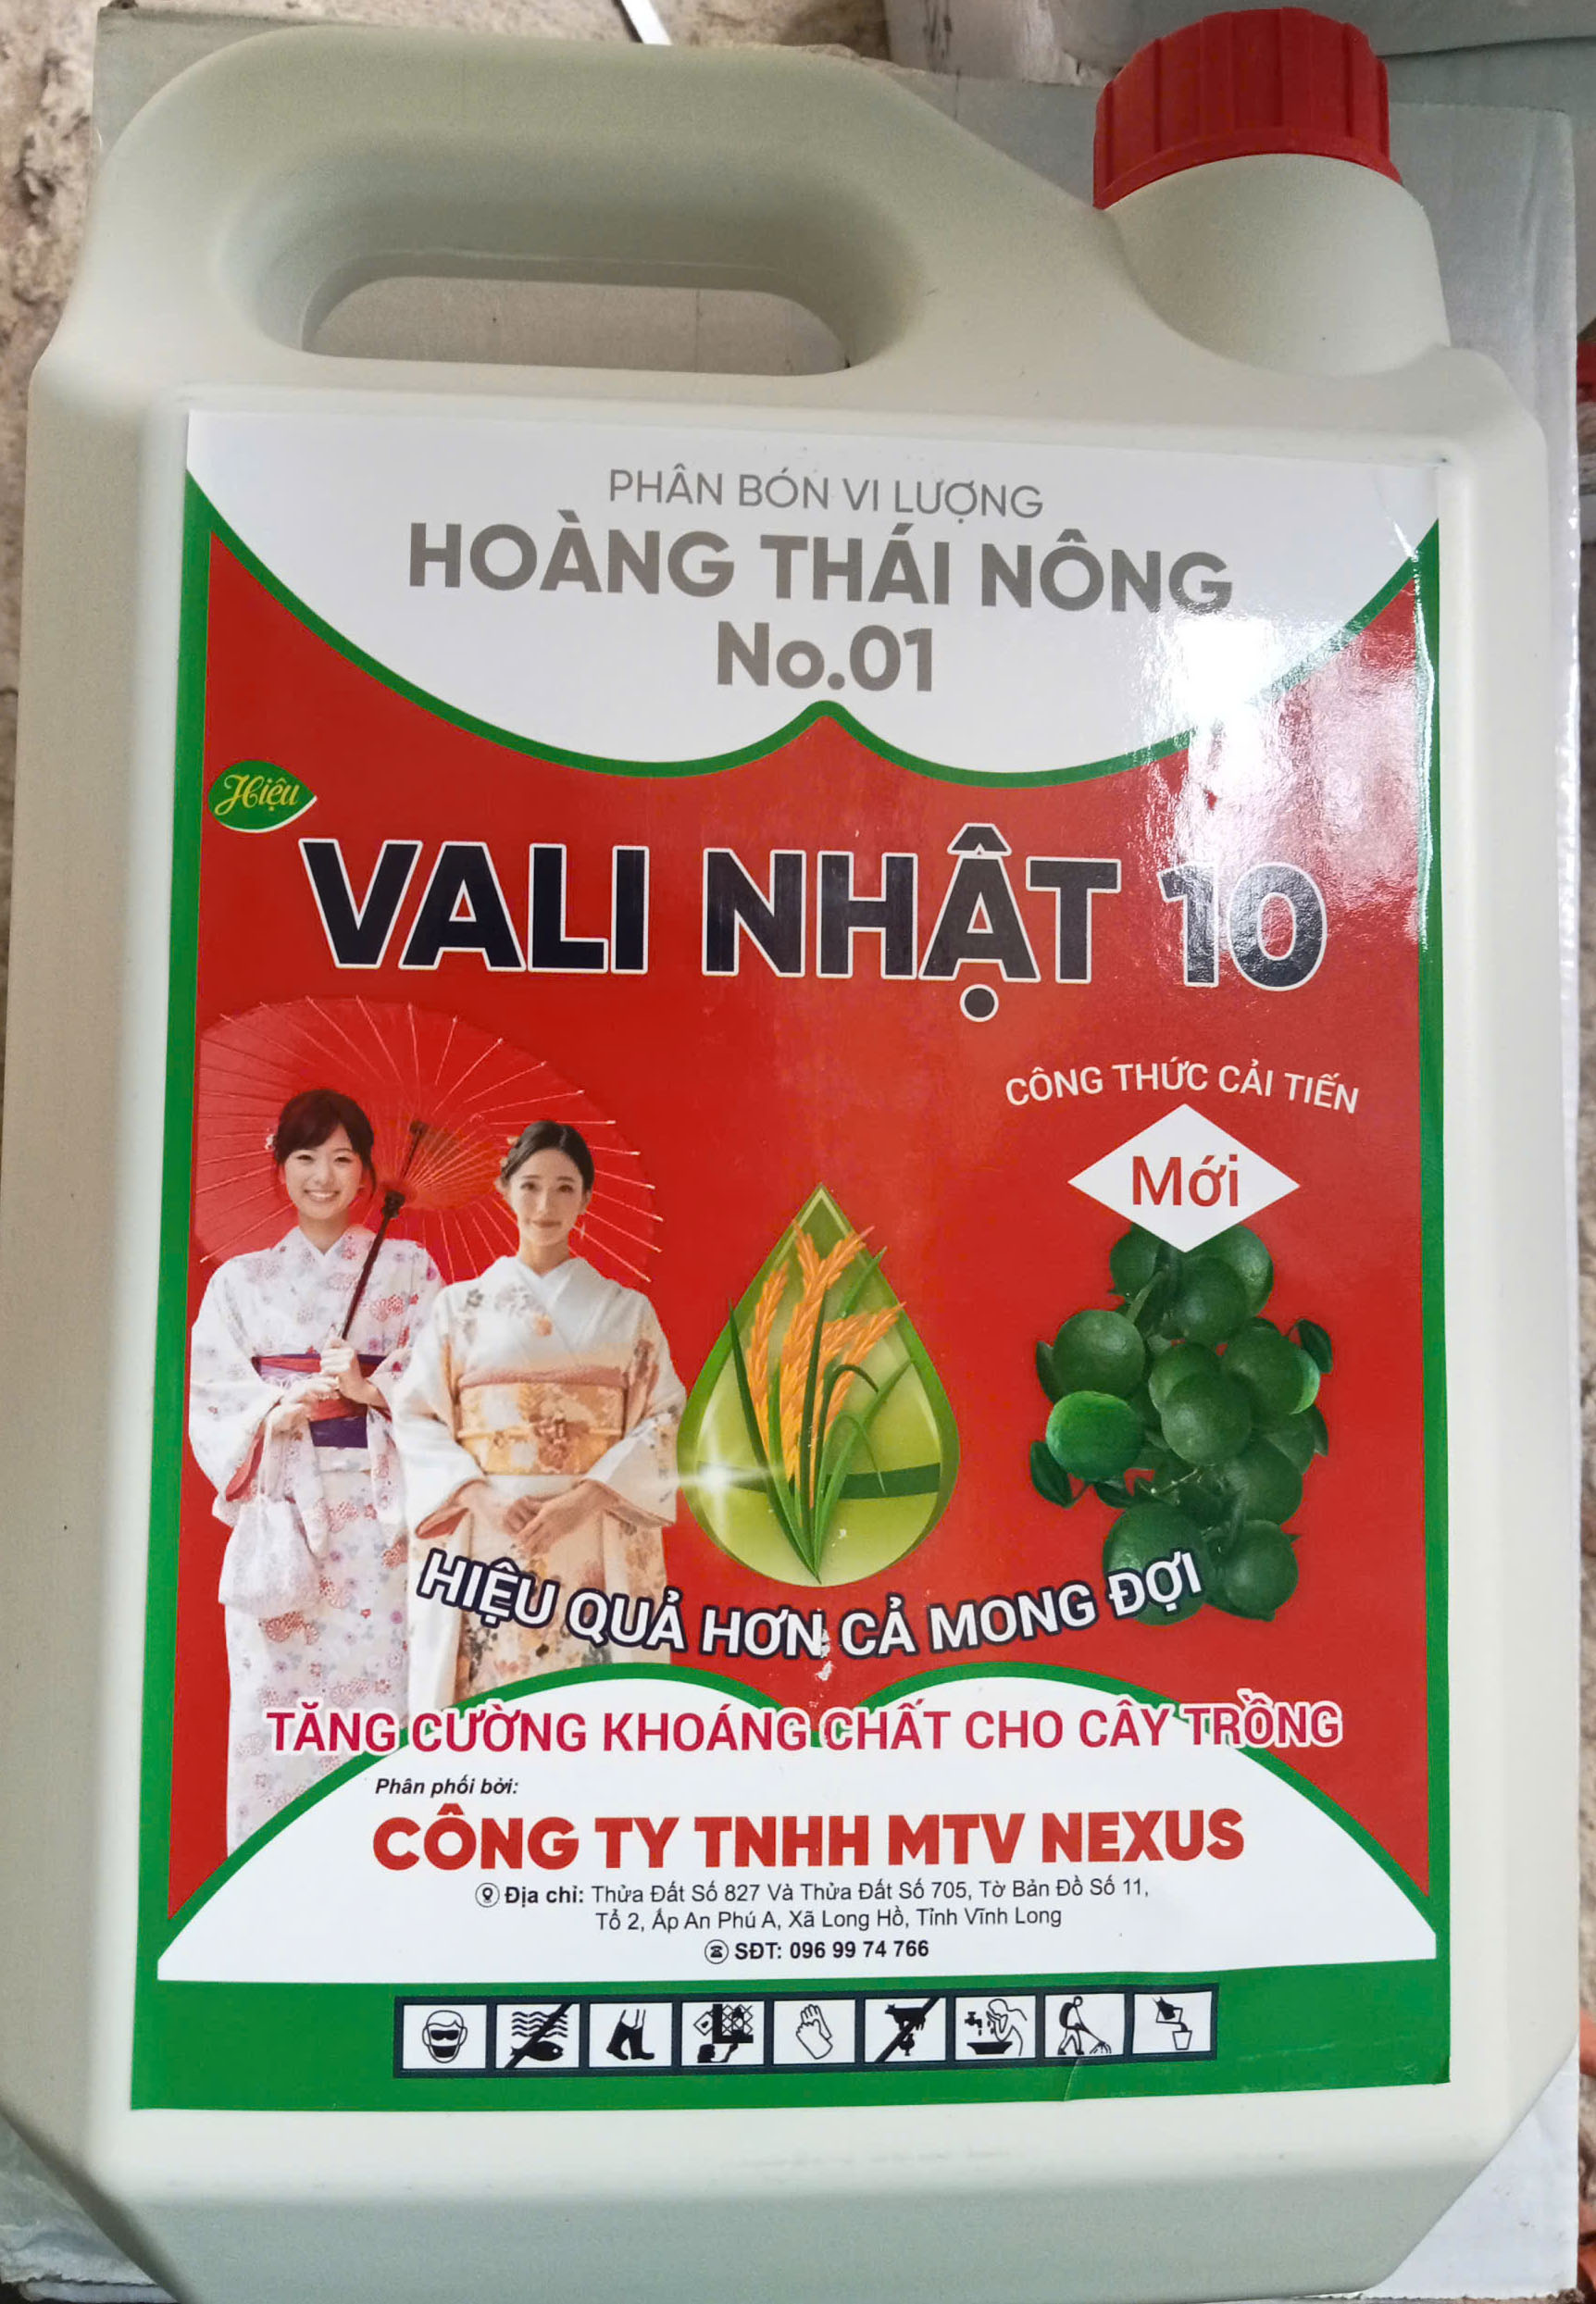 PHÂN BÓN VI LƯỢNG
HOÀNG THÁI NÔNG
No.01
Hiệu
VALI NHẬT 10
CÔNG THỨC CẢI TIẾN
Mới
HIỆU QUẢ HƠN CẢ MONG ĐỢI
TĂNG CƯỜNG KHOÁNG CHẤT CHO CÂY TRỒNG
Phân phối bởi:
CÔNG TY TNHH MTV NEXUS
Địa chỉ: Thửa Đất Số 827 Và Thửa Đất Số 705, Tờ Bản Đồ Số 11,
Tổ 2, Ấp An Phú A, Xã Long Hồ, Tỉnh Vĩnh Long
SĐT: 096 99 74 766